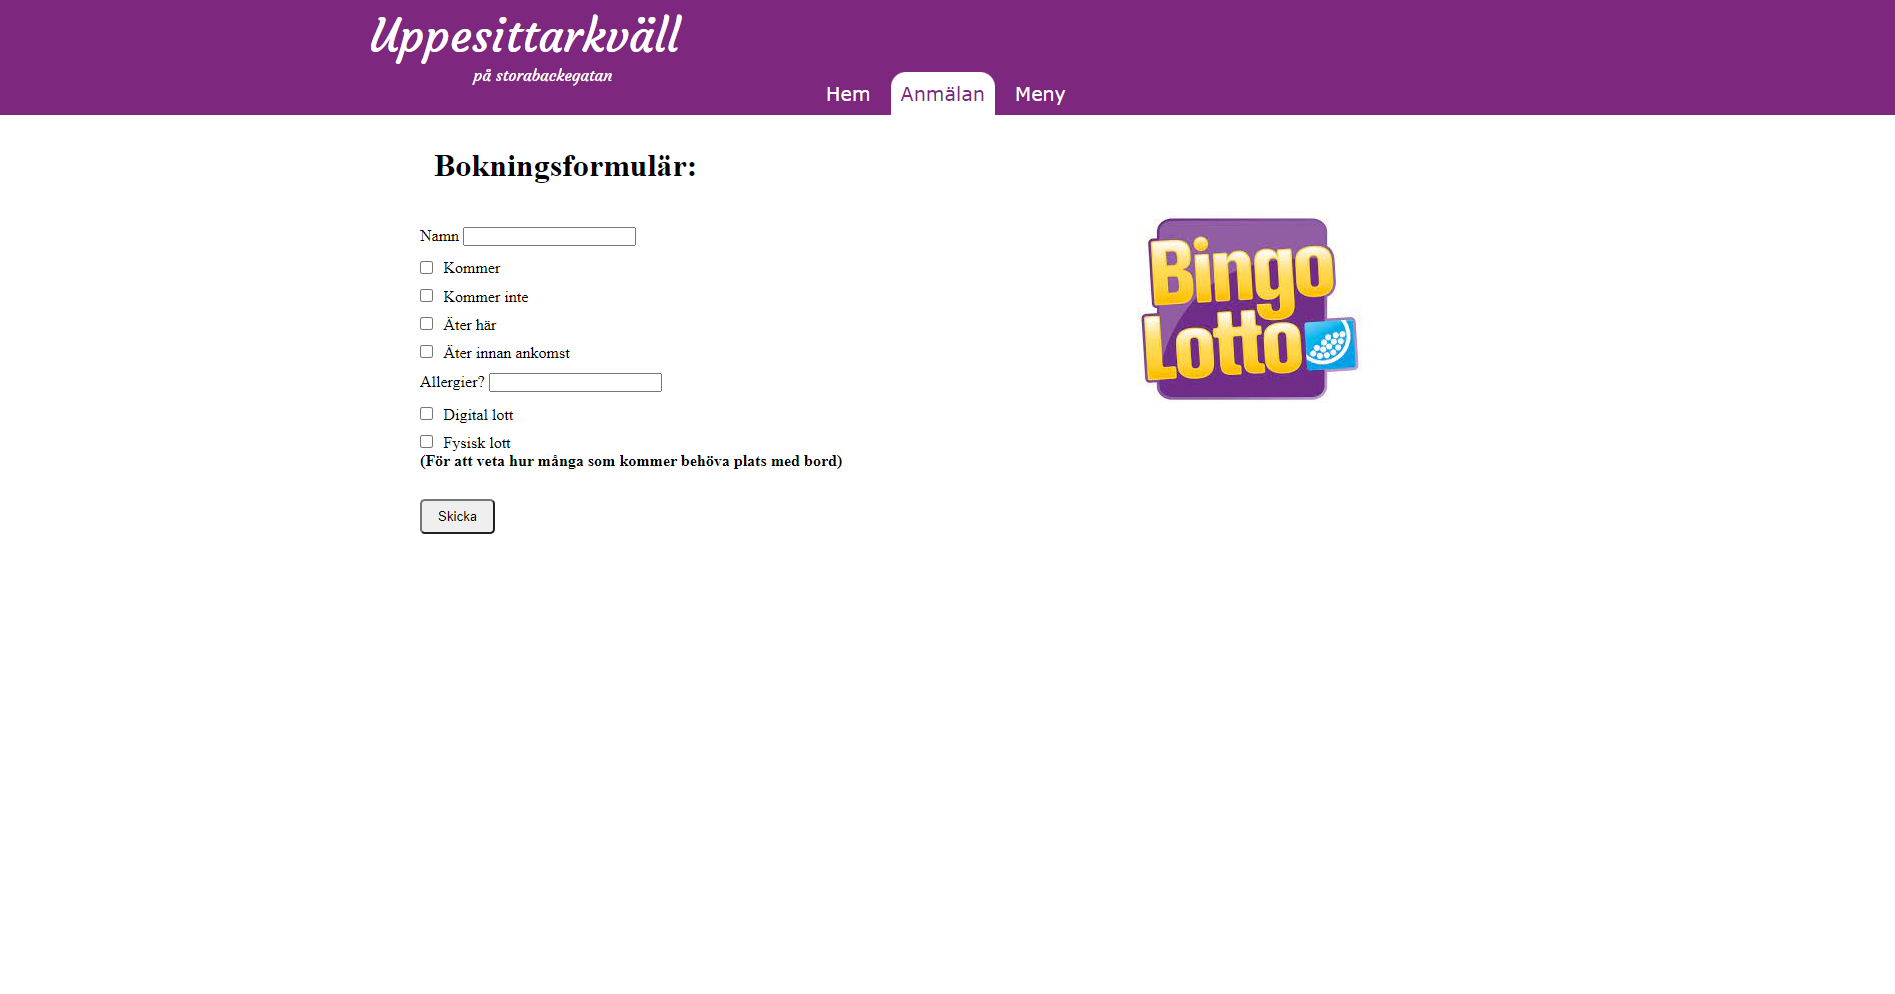 Uppesittarkväll
på storabackegatan
Hem Anmälan Meny
Bokningsformulär:
Namn
Kommer
Kommer inte
Äter här
Äter innan ankomst
Allergier?
Digital lott
Fysisk lott
(För att veta hur många som kommer behöva plats med bord)
Skicka
Bingo
Lotto